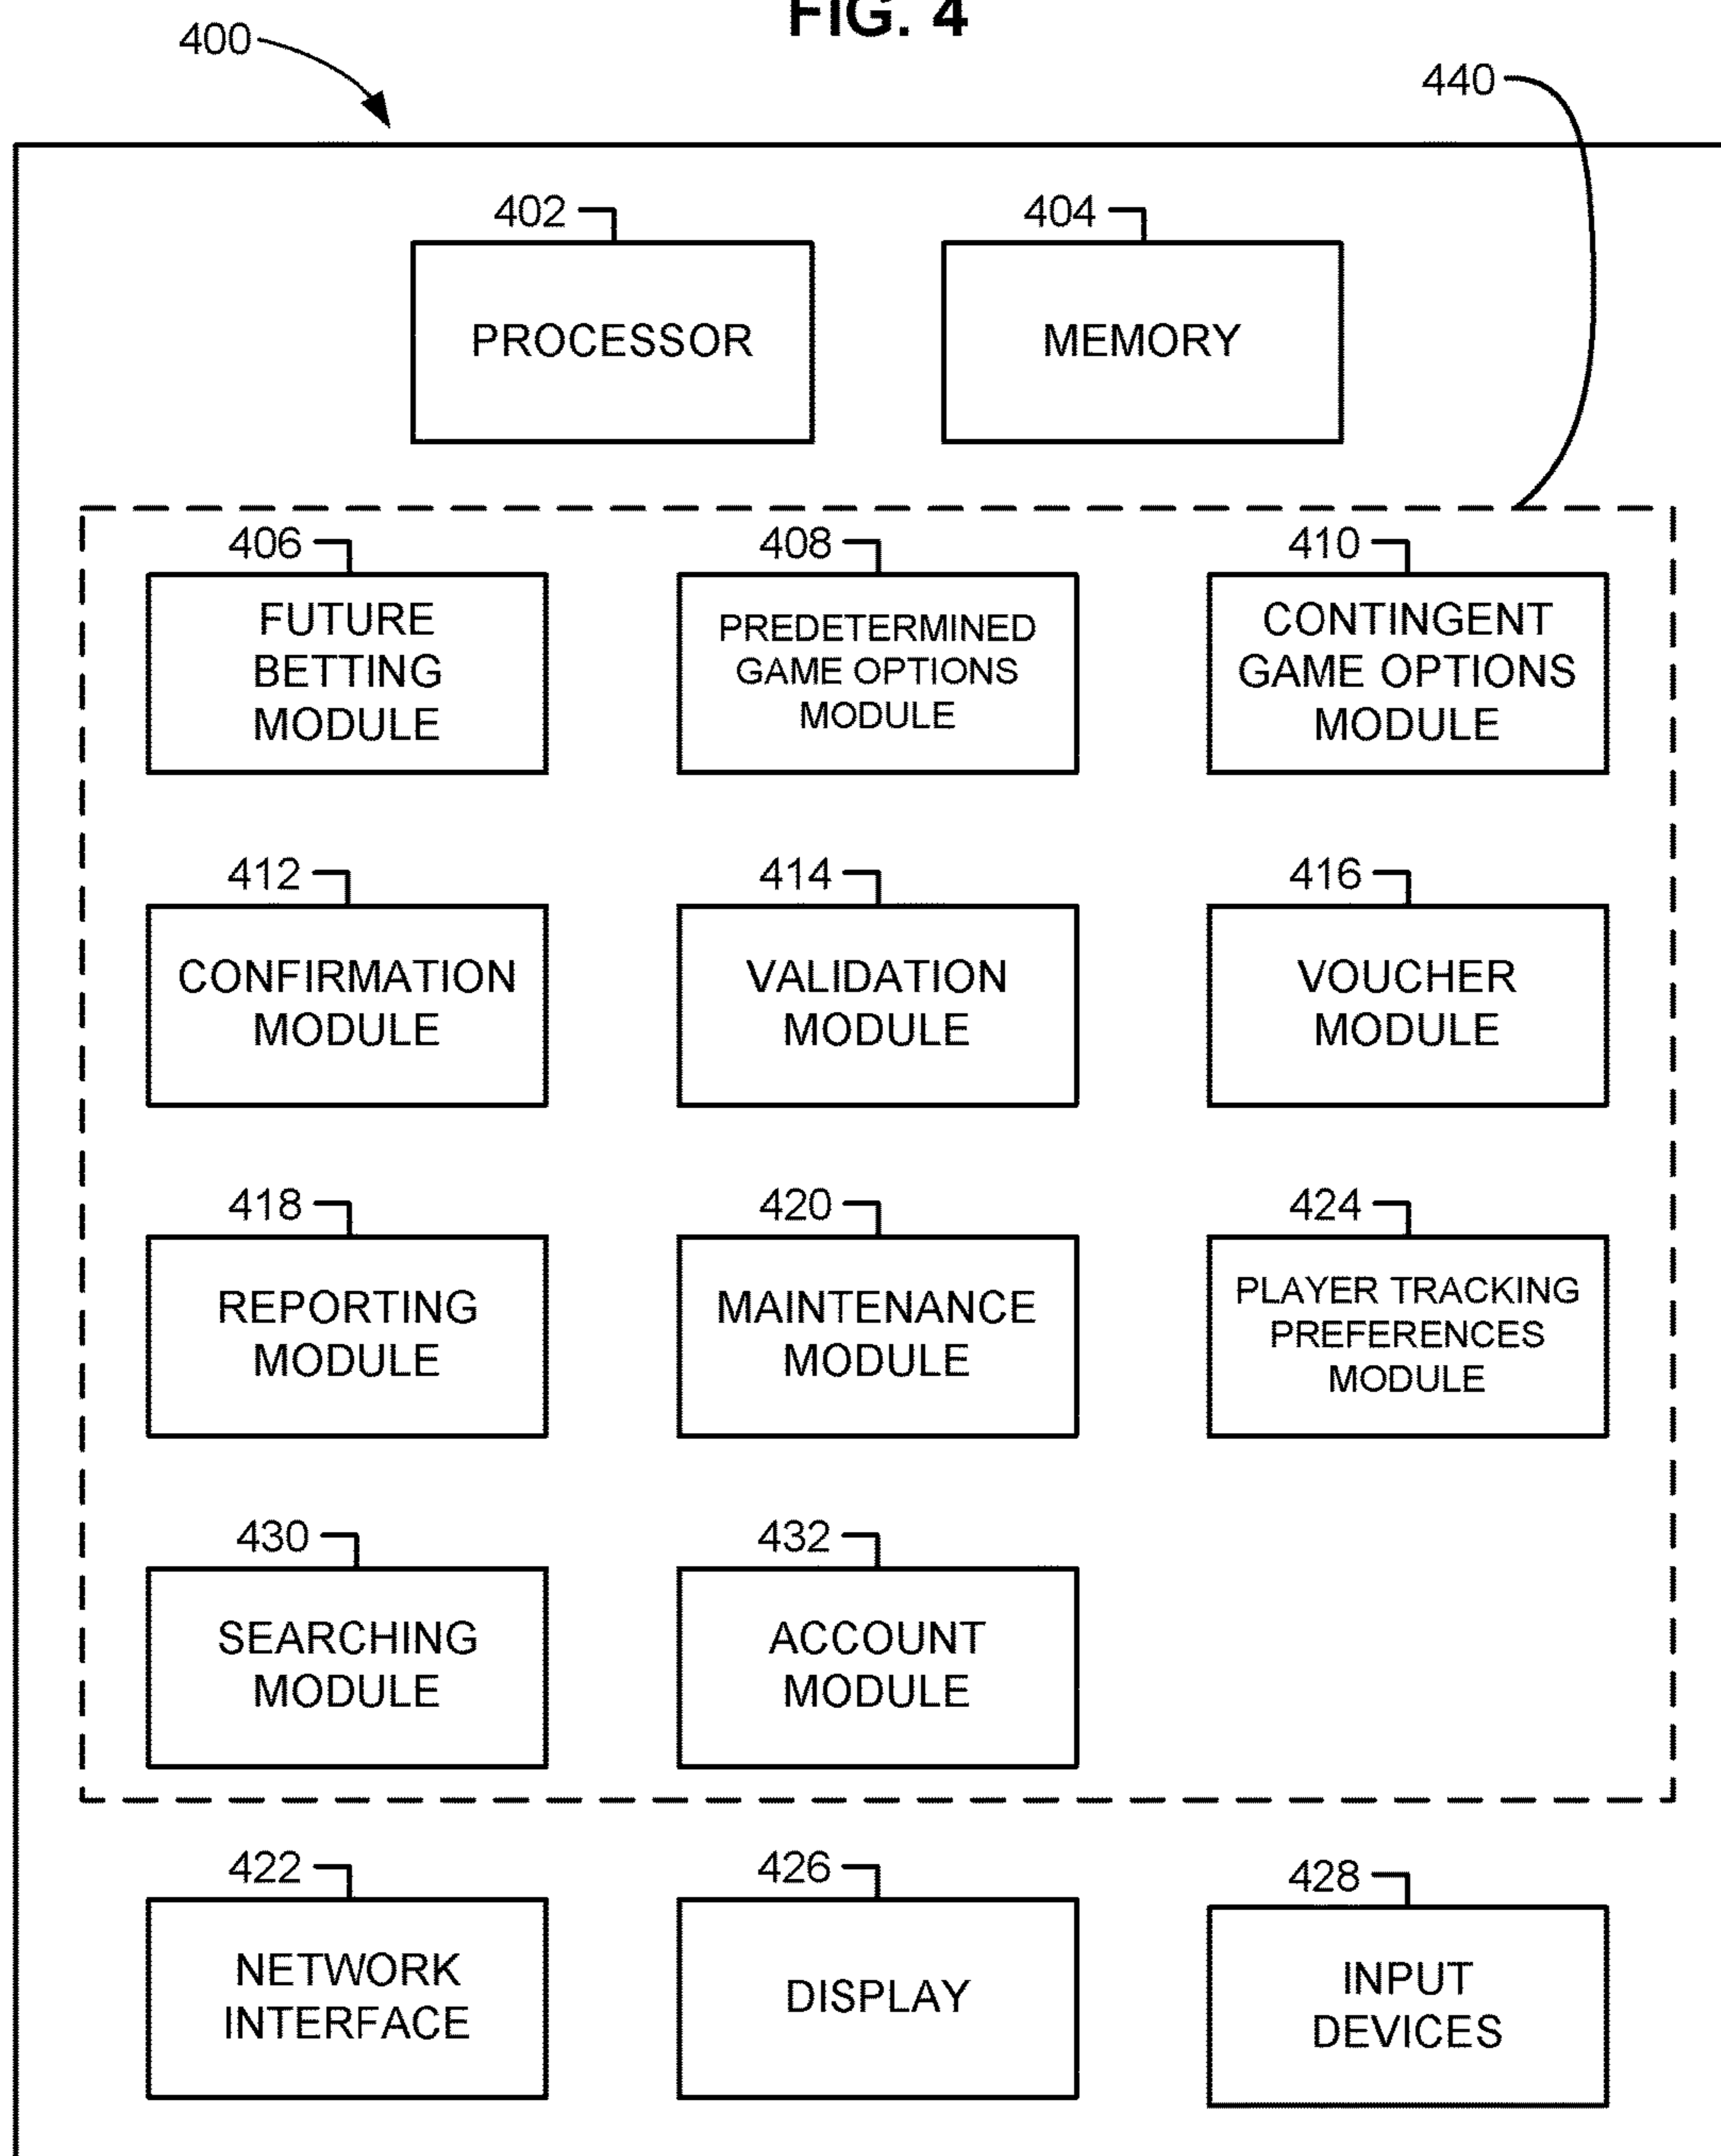 FIG. 4
400
440
402
404
PROCESSOR
MEMORY
406
408
410
FUTURE
BETTING
MODULE
PREDETERMINED
GAME OPTIONS
MODULE
CONTINGENT
GAME OPTIONS
MODULE
412
414
416
CONFIRMATION
MODULE
VALIDATION
MODULE
VOUCHER
MODULE
418
420
424
REPORTING
MODULE
MAINTENANCE
MODULE
PLAYER TRACKING
PREFERENCES
MODULE
430
432
SEARCHING
MODULE
ACCOUNT
MODULE
422
426
428
NETWORK
INTERFACE
DISPLAY
INPUT
DEVICES